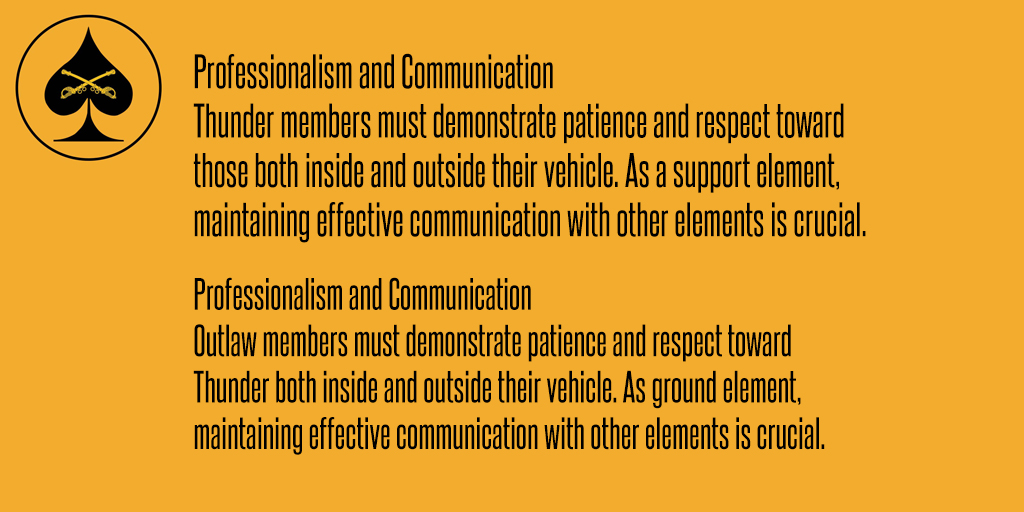 Professionalism and Communication
Thunder members must demonstrate patience and respect toward
those both inside and outside their vehicle. As a support element,
maintaining effective communication with other elements is crucial.
Professionalism and Communication
Outlaw members must demonstrate patience and respect toward
Thunder both inside and outside their vehicle. As ground element,
maintaining effective communication with other elements is crucial.